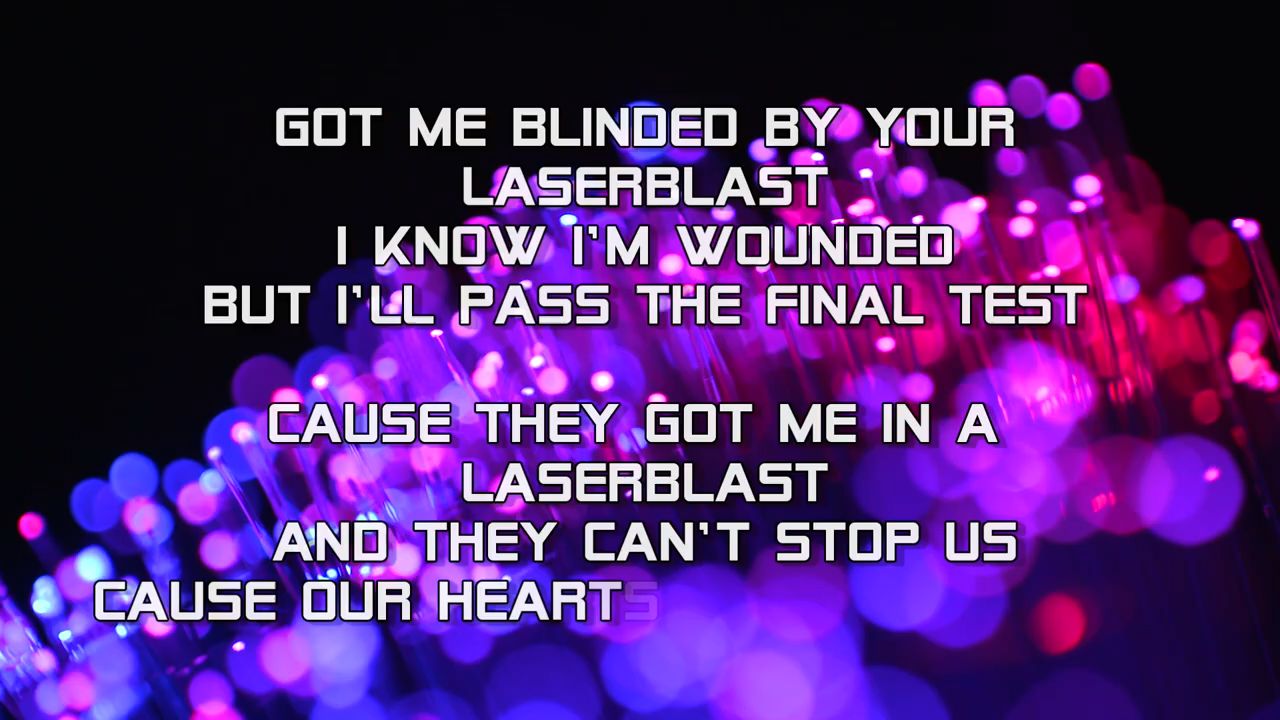 GOT ME BLINDED BY YOUR
LASERBLAST
I KNOW I'M WOUNDED
BUT I'LL PASS THE FINAL TEST
CAUSE THEY GOT ME IN A
LASERBLAST
AND THEY CAN'T STOP US
CAUSE OUR HEARTS